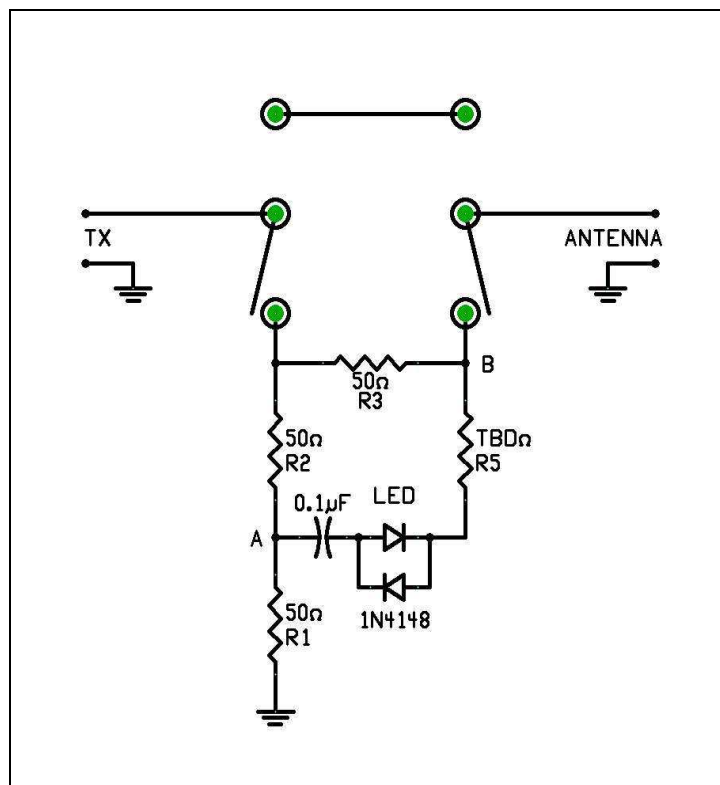 TX
ANTENNA
B
50Ω
R3
50Ω
R2
TBDΩ
R5
0.1µF
LED
A
1N4148
50Ω
R1